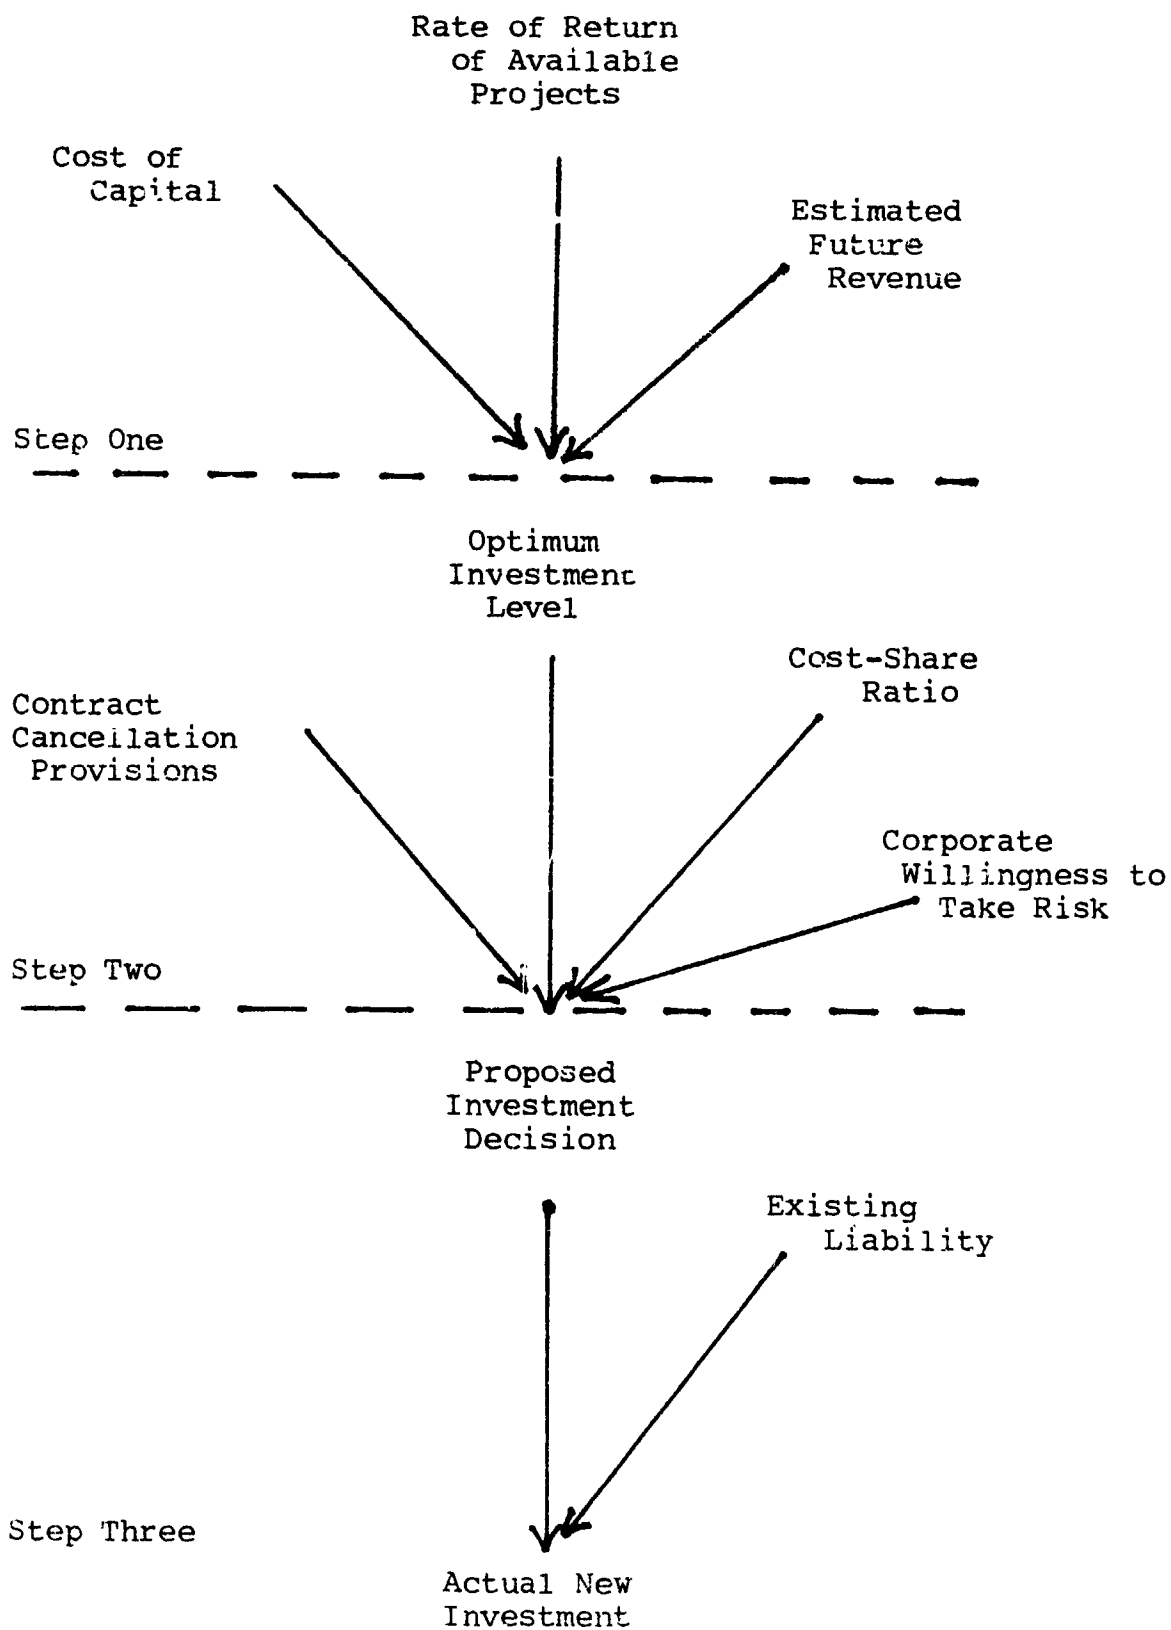 Rate of Return
of Available
Projects
Cost of
Capital
Estimated
Future
Revenue
Step One
Optimum
Investment
Level
Cost-Share
Ratio
Contract
Cancellation
Provisions
Corporate
Willingness to
Take Risk
Step Two
Proposed
Investment
Decision
Existing
Liability
Step Three
Actual New
Investment